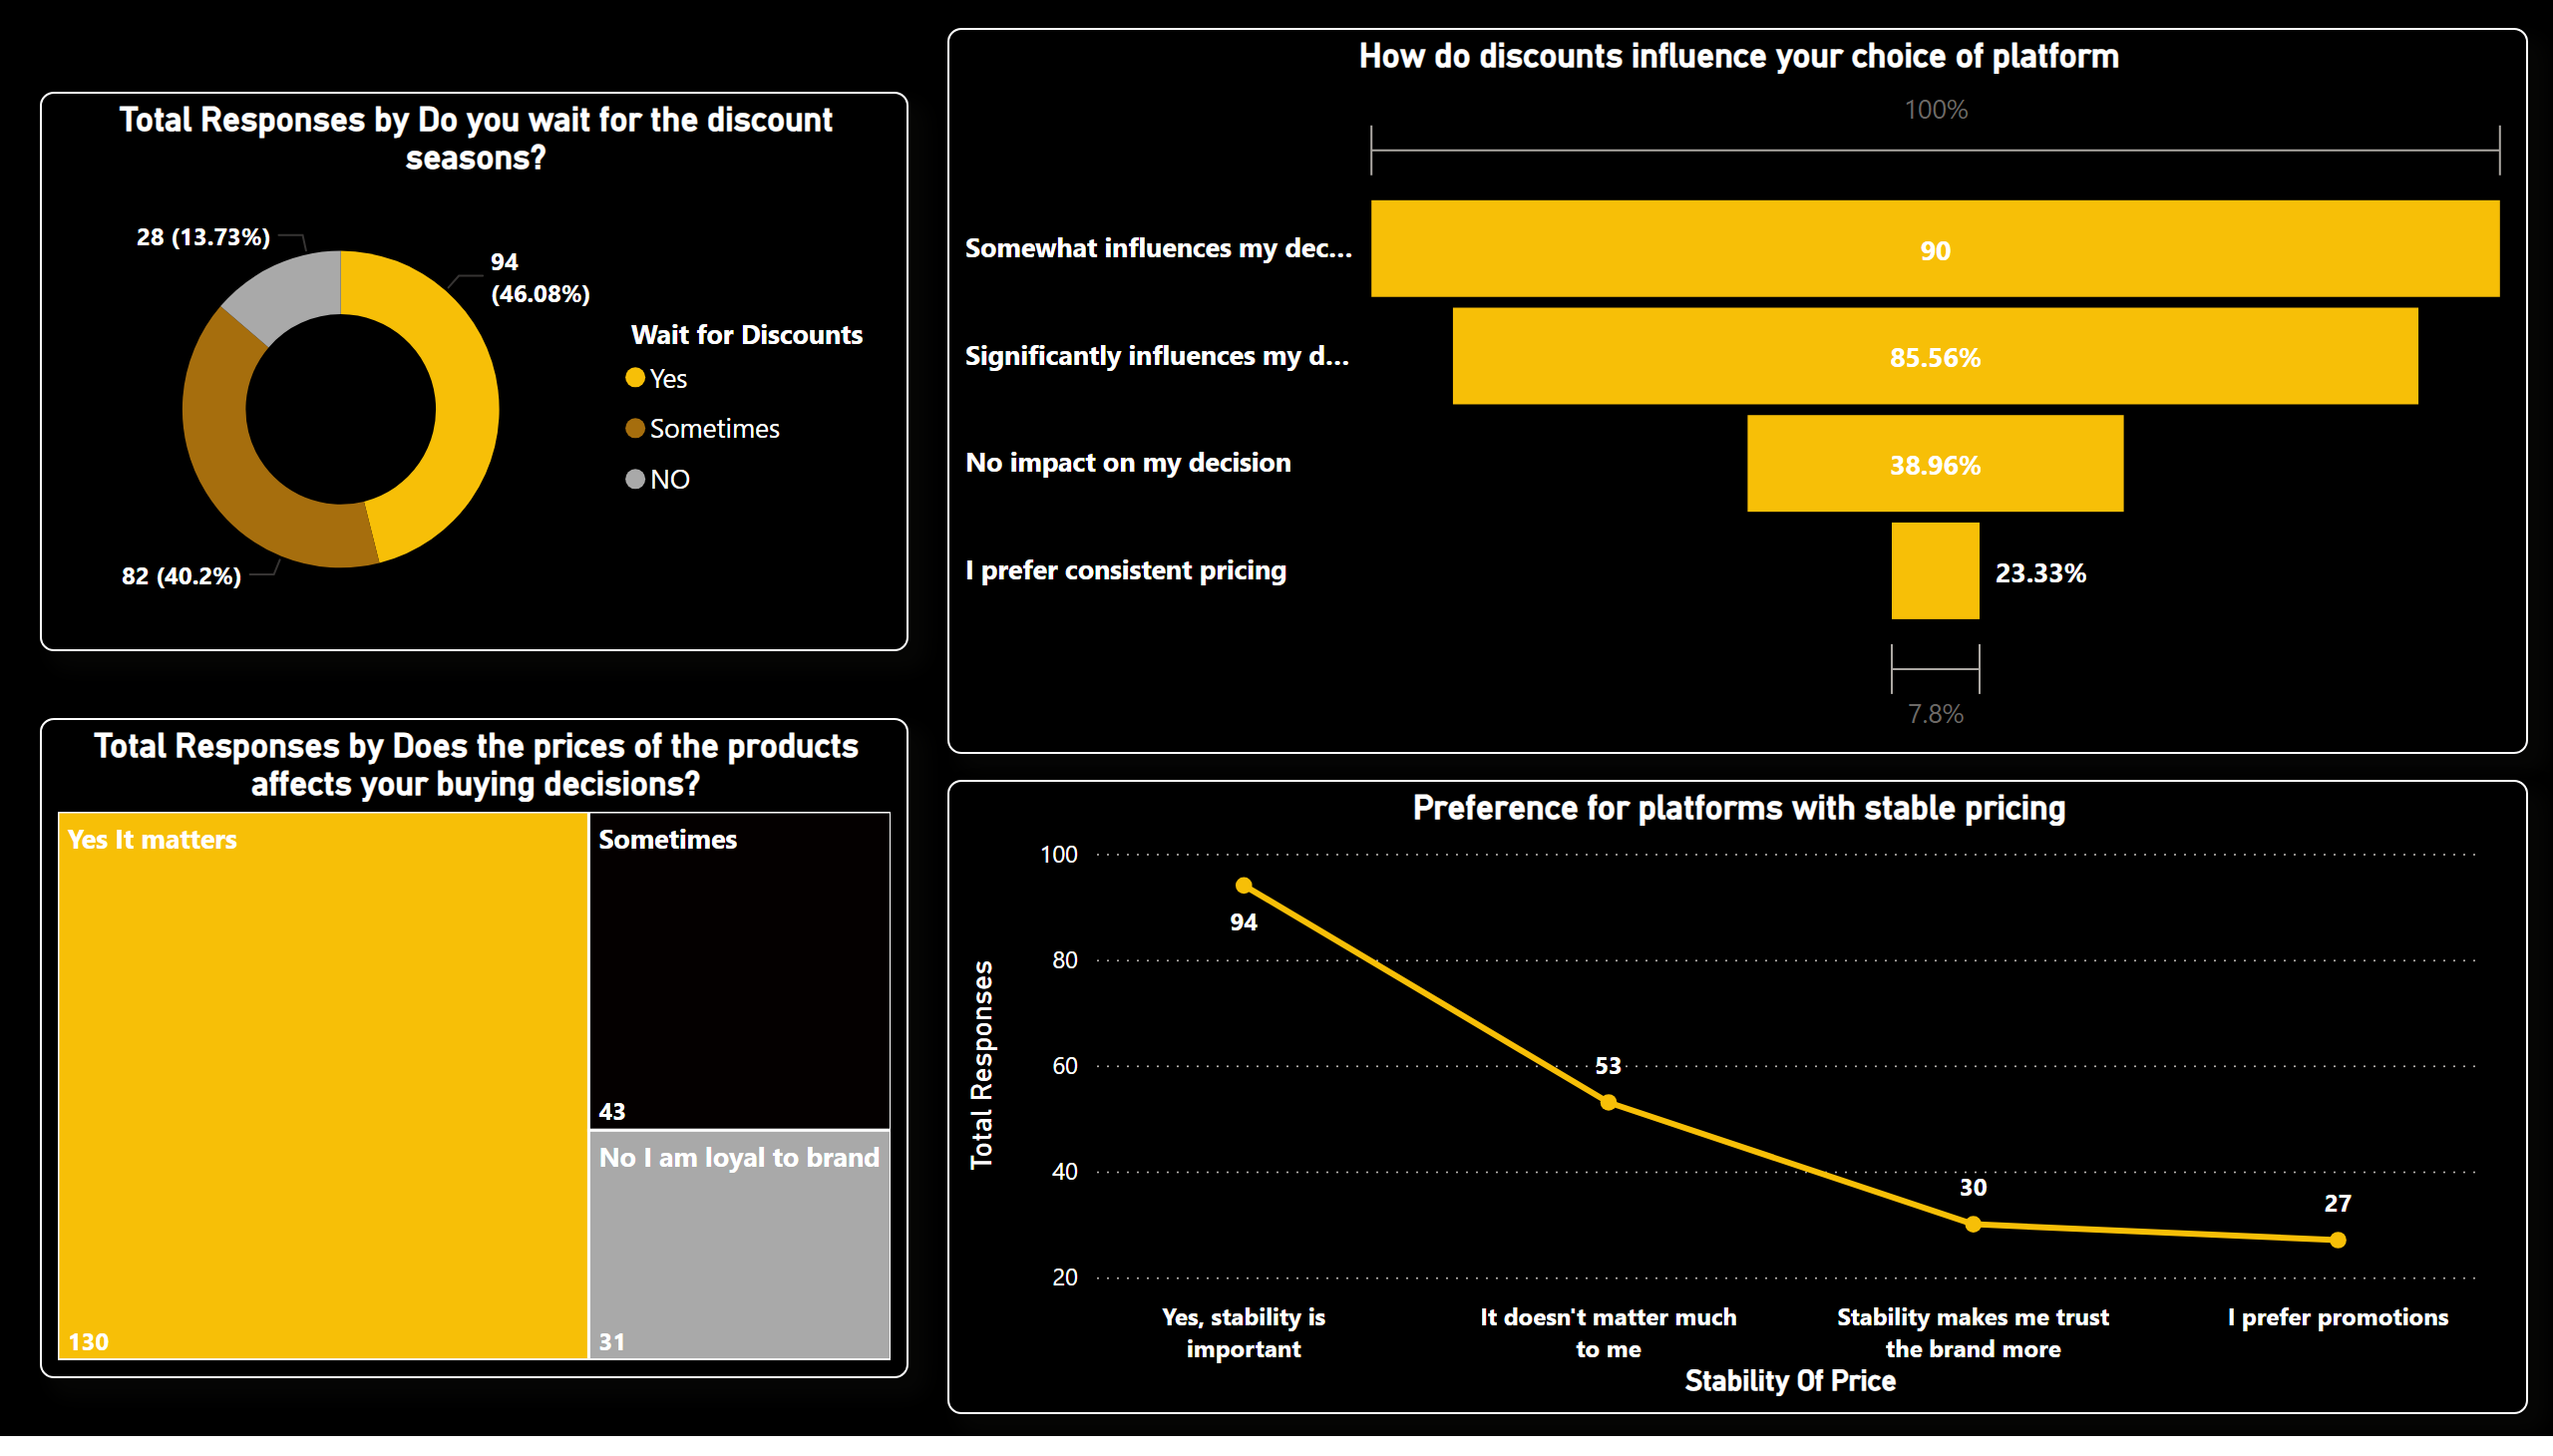 Total Responses by Do you wait for the discount
seasons?
28 (13.73%)
94
(46.08%)
82 (40.2%)
Wait for Discounts
Yes
Sometimes
NO
How do discounts influence your choice of platform
100%
Somewhat influences my dec...
90
Significantly influences my d...
85.56%
No impact on my decision
38.96%
I prefer consistent pricing
23.33%
7.8%
Total Responses by Does the prices of the products
affects your buying decisions?
Yes It matters
130
Sometimes
43
No I am loyal to brand
31
Preference for platforms with stable pricing
Total Responses
100
80
60
40
20
94
53
30
27
Yes, stability is
important
It doesn't matter much
to me
Stability makes me trust
the brand more
I prefer promotions
Stability Of Price